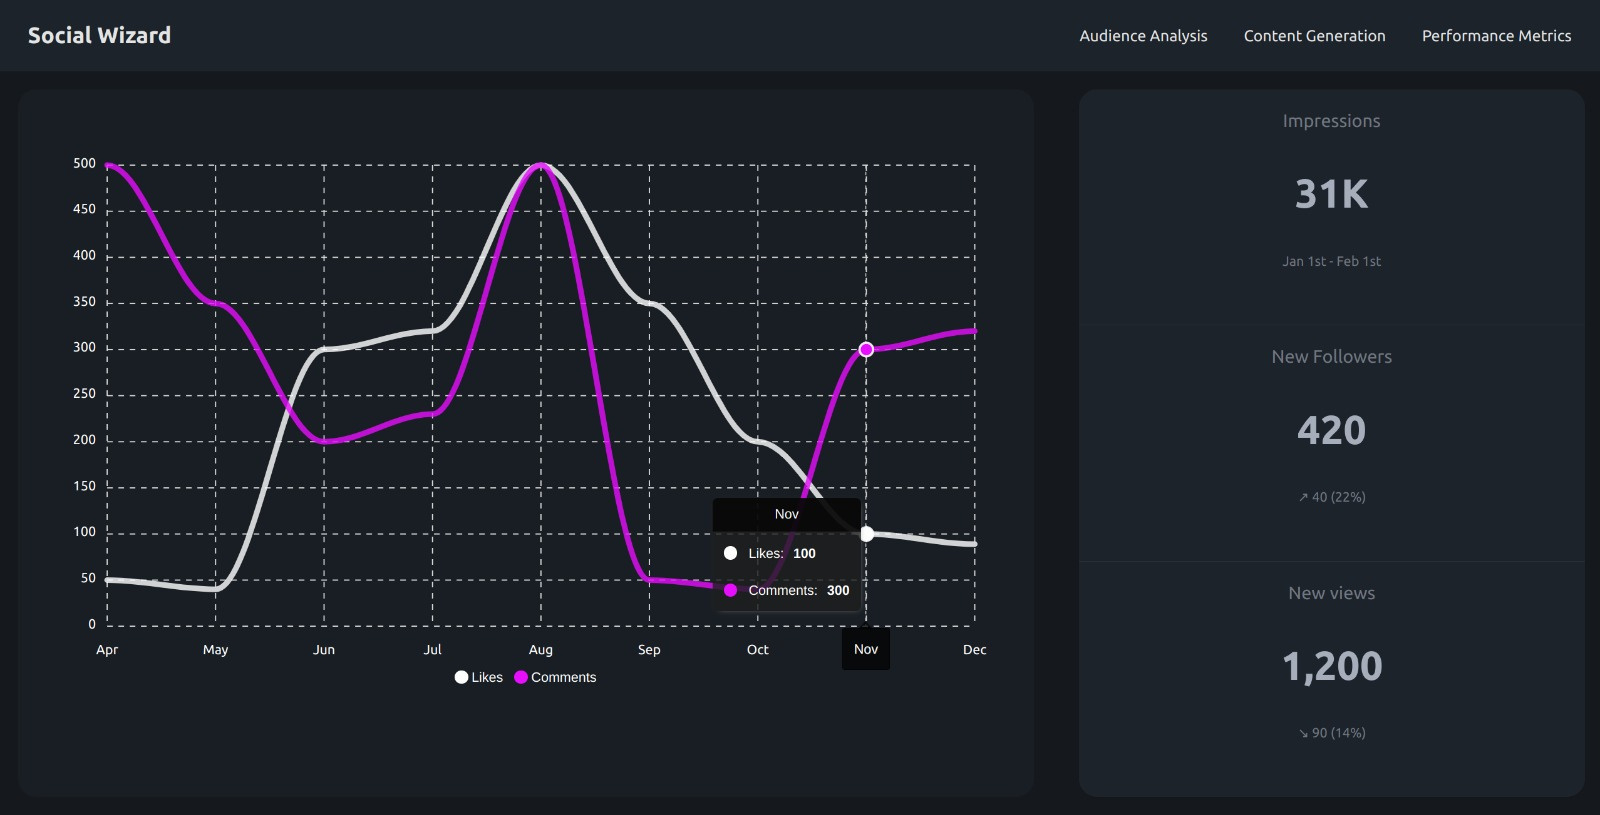 Social Wizard
Audience Analysis
Content Generation
Performance Metrics
500
450
400
350
300
250
200
150
100
50
0
Apr
May
Jun
Jul
Aug
Sep
Oct
Nov
Dec
Nov
Likes: 100
Comments: 300
Likes
Comments
Impressions
31K
Jan 1st - Feb 1st
New Followers
420
↗︎ 40 (22%)
New views
1,200
↘︎ 90 (14%)